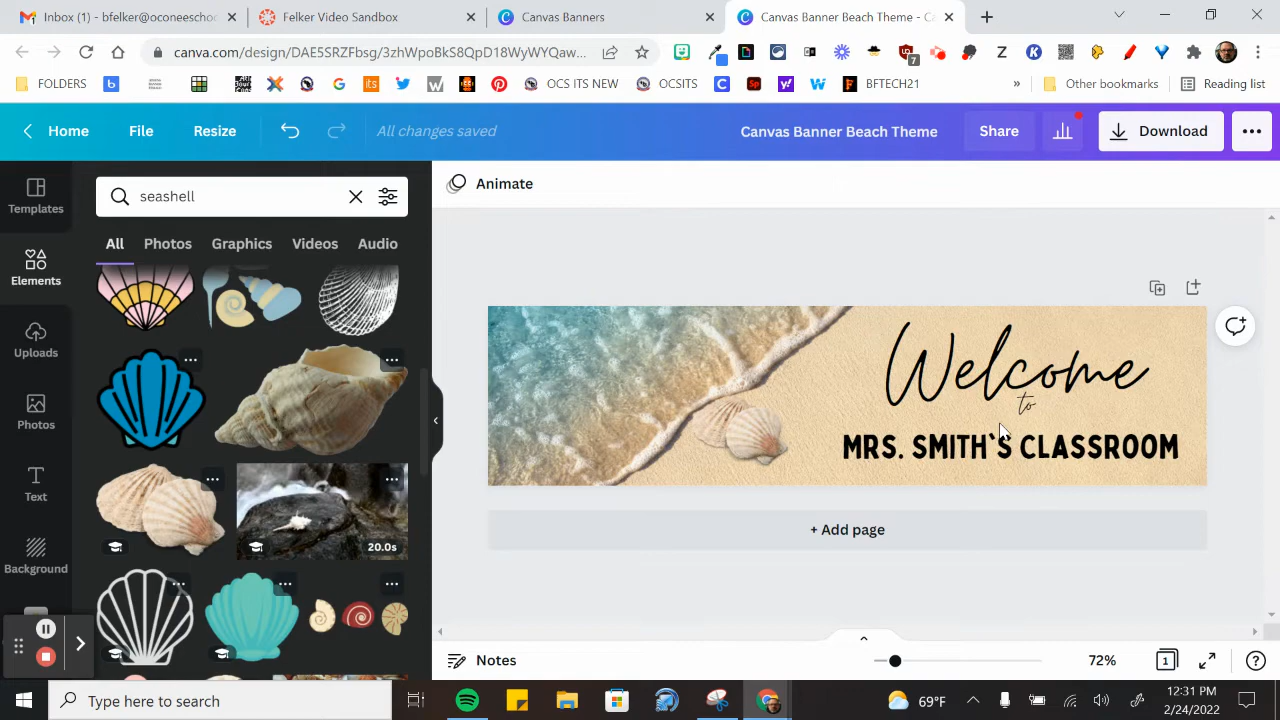 Inbox (1) - bfelker@oconeeschoo
Felker Video Sandbox
Canvas Banners
Canvas Banner Beach Theme - Ca
canva.com/design/DAE5SRZFbsg/3zhWpoBkS8QpD18WyWYQaw...
7
FOLDERS
OCS ITS NEW
OCSITS
BFTECH21
Other bookmarks
Reading list
Home
File
Resize
All changes saved
Canvas Banner Beach Theme
Share
Download
Templates
Elements
Uploads
Photos
Text
Background
seashell
All
Photos
Graphics
Videos
Audio
20.0s
Animate
Welcome
to
MRS. SMITH'S CLASSROOM
+ Add page
Notes
72%
1
Type here to search
69°F
12:31 PM
2/24/2022